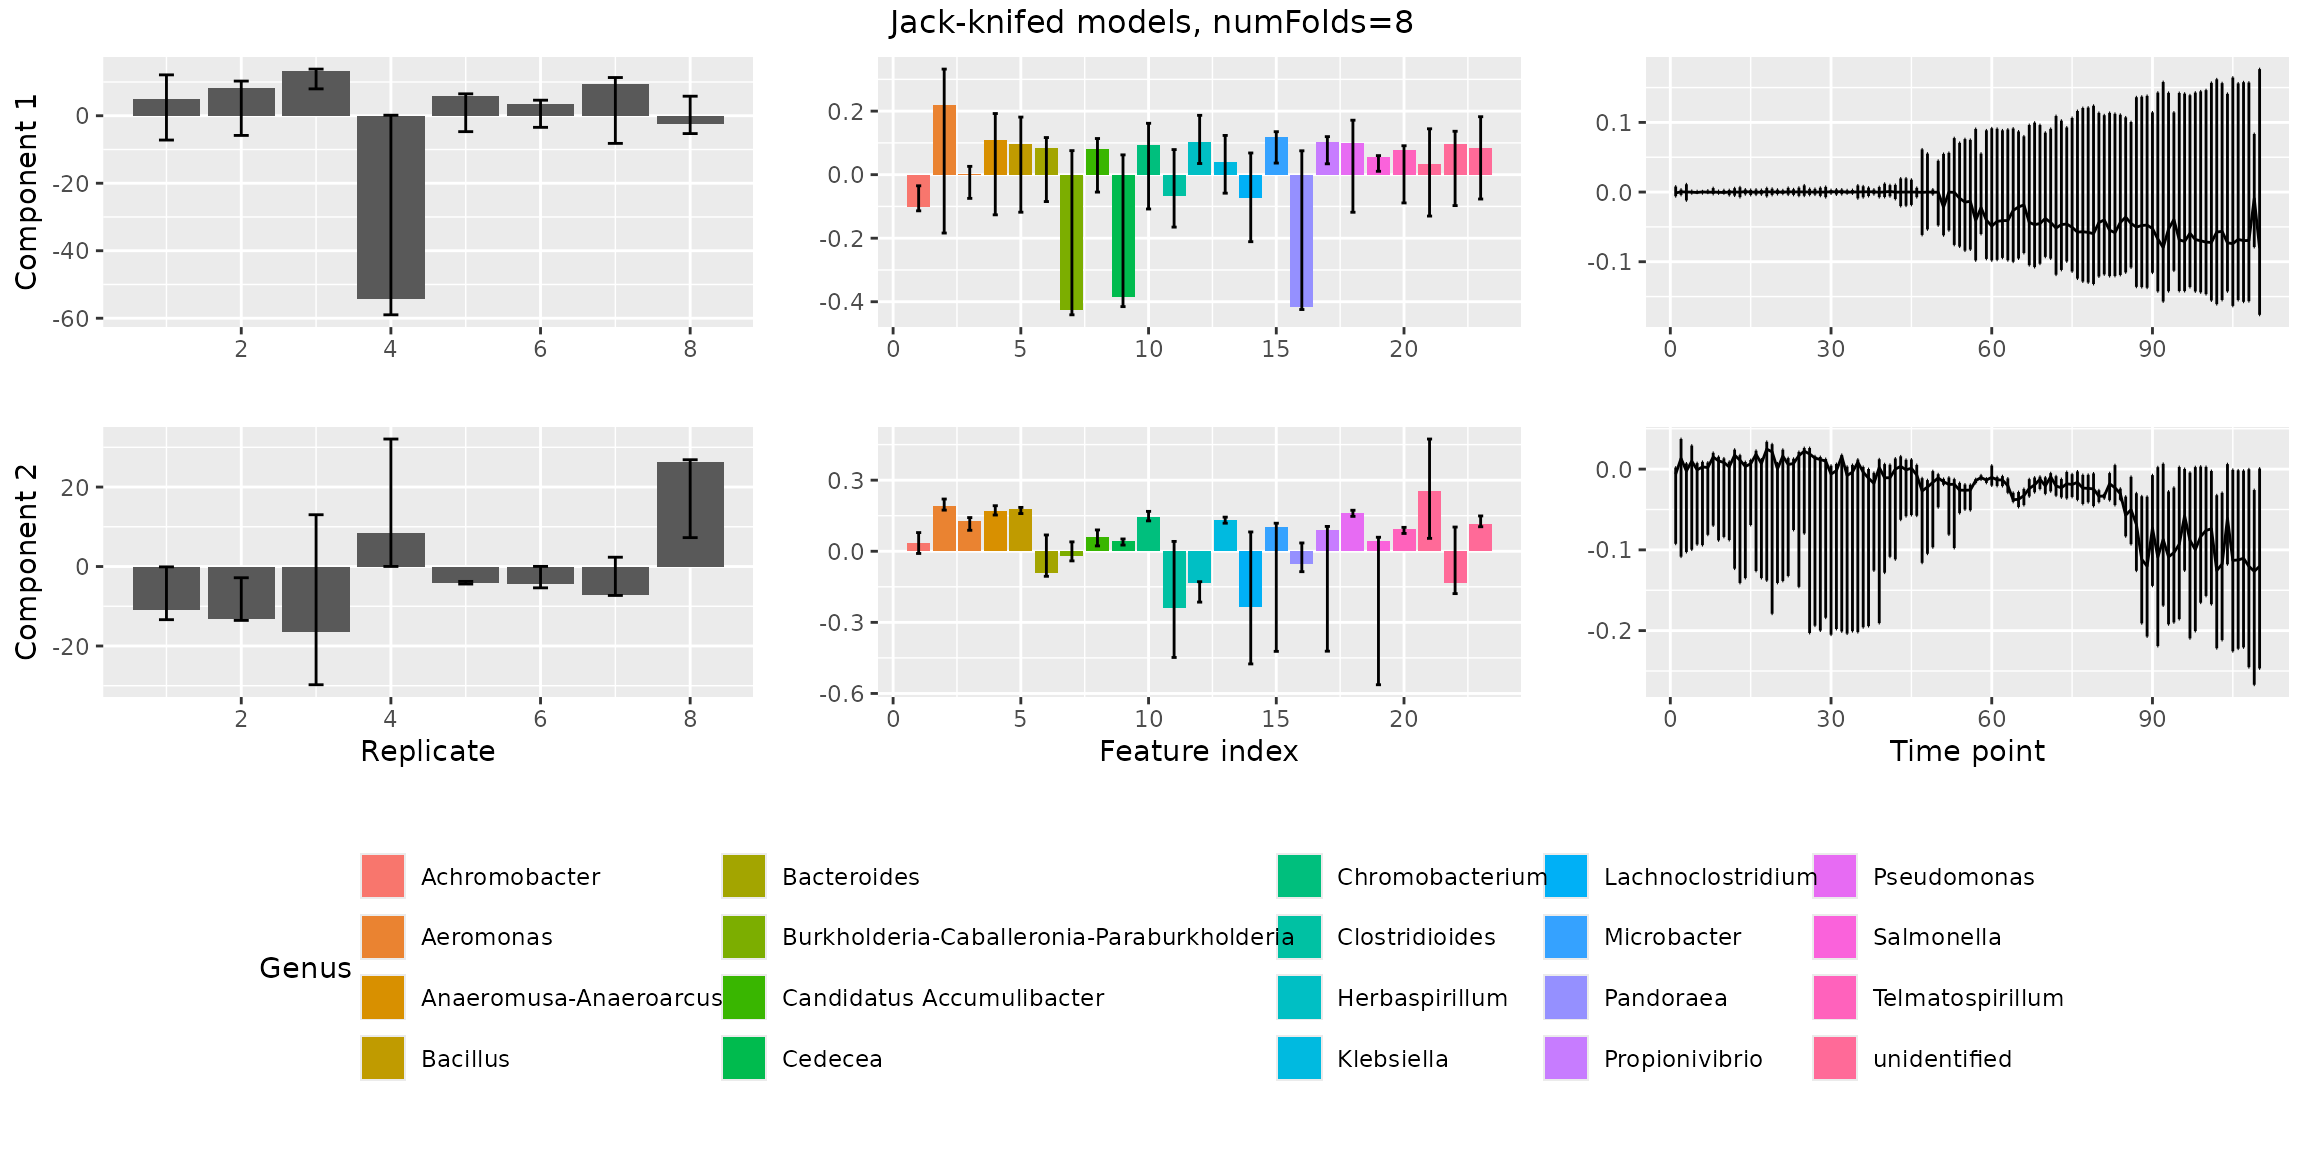 Jack-knifed models, numFolds=8
Component 1
0
-20
-40
-60
2 4 6 8
0.2
0.0
-0.2
-0.4
0 5 10 15 20
0.1
0.0
-0.1
0 30 60 90
Component 2
20
0
-20
2 4 6 8
Replicate
0.3
0.0
-0.3
-0.6
0 5 10 15 20
Feature index
0.0
-0.1
-0.2
0 30 60 90
Time point
Genus
Achromobacter
Aeromonas
Anaeromusa-Anaeroarcus
Bacillus
Bacteroides
Burkholderia-Caballeronia-Paraburkholderia
Candidatus Accumulibacter
Cedecea
Chromobacterium
Clostridioides
Herbaspirillum
Klebsiella
Lachnoclostridium
Microbacter
Pandoraea
Propionivibrio
Pseudomonas
Salmonella
Telmatospirillum
unidentified